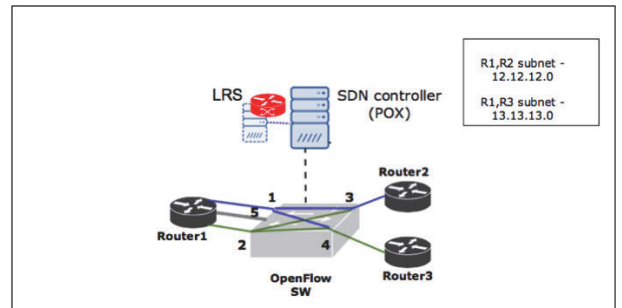 R1,R2 subnet -
12.12.12.0
R1,R3 subnet -
13.13.13.0
LRS
SDN controller
(POX)
Router2
1
3
5
Router1
2
4
OpenFlow
SW
Router3